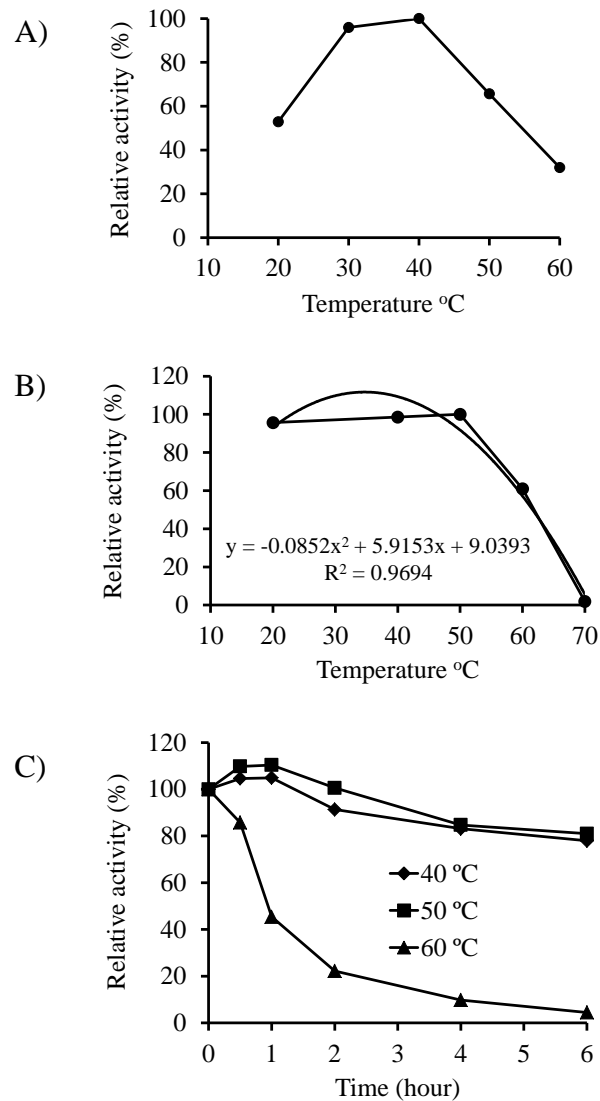 A)
Relative activity (%)
100
80
60
40
20
0
10 20 30 40 50 60
Temperature °C
B)
Relative activity (%)
120
100
80
60
40
20
0
y = -0.0852x² + 5.9153x + 9.0393
R² = 0.9694
10 20 30 40 50 60 70
Temperature °C
C)
Relative activity (%)
120
100
80
60
40
20
0
40 ºC
50 ºC
60 ºC
0 1 2 3 4 5 6
Time (hour)